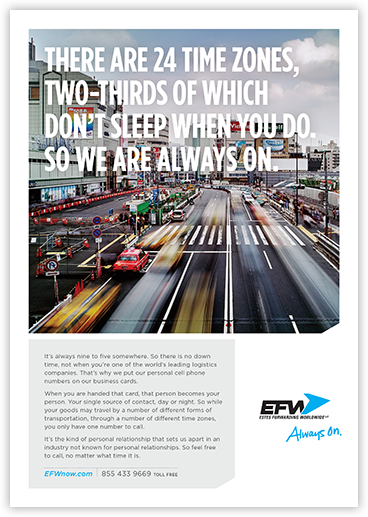 THERE ARE 24 TIME ZONES,
TWO-THIRDS OF WHICH
DON'T SLEEP WHEN YOU DO.
SO WE ARE ALWAYS ON.
It's always nine to five somewhere. So there is no down
time, not when you're one of the world's leading logistics
companies. That's why we put our personal cell phone
numbers on our business cards.
When you are handed that card, that person becomes your
person. Your single source of contact, day or night. So while
your goods may travel by a number of different forms of
transportation, through a number of different time zones,
you only have one number to call.
It's the kind of personal relationship that sets us apart in an
industry not known for personal relationships. So feel free
to call, no matter what time it is.
EFWnow.com | 855 433 9669 TOLL FREE
EFW
ESTES FORWARDING WORLDWIDE
Always On.